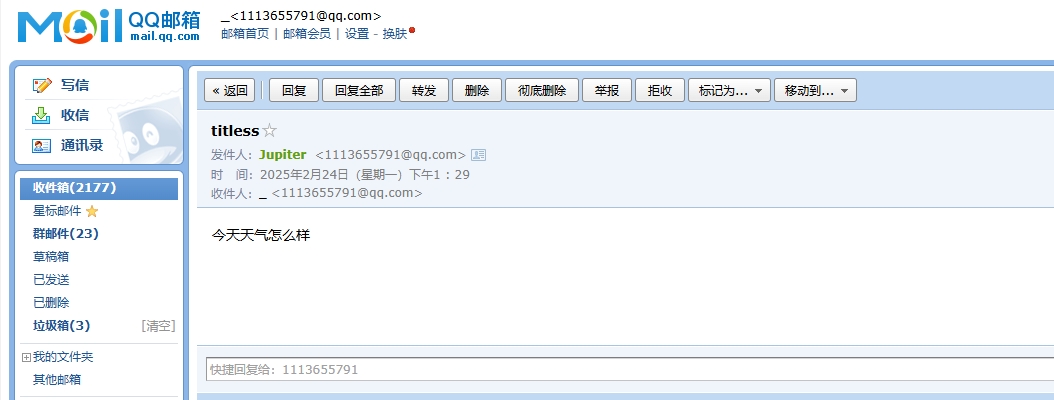 Mail QQ邮箱
mail.qq.com
_<1113655791@qq.com>
邮箱首页 | 邮箱会员 | 设置 - 换肤
写信
收信
通讯录
收件箱(2177)
星标邮件
群邮件(23)
草稿箱
已发送
已删除
垃圾箱(3) [清空]
我的文件夹
其他邮箱
« 返回 回复 回复全部 转发 删除 彻底删除 举报 拒收 标记为... 移动到...
titless
发件人：Jupiter <1113655791@qq.com>
时 间：2025年2月24日（星期一）下午1：29
收件人：_ <1113655791@qq.com>
今天天气怎么样
快捷回复给：1113655791